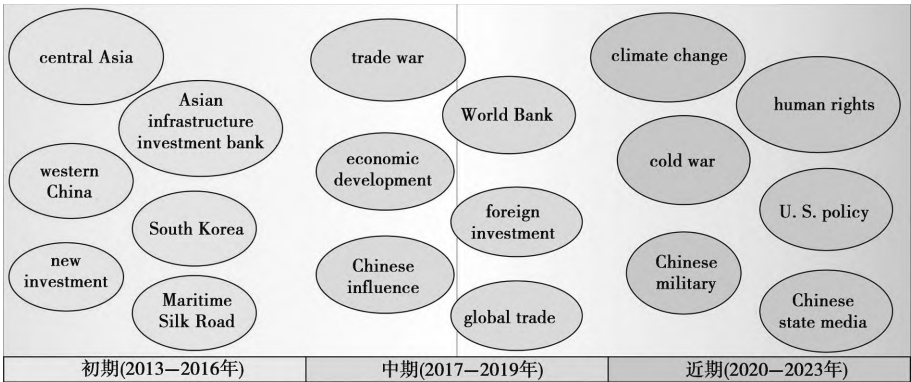 central Asia
Asian
infrastructure
investment bank
western
China
South Korea
new
investment
Maritime
Silk Road
初期(2013—2016年)
trade war
World Bank
economic
development
foreign
investment
Chinese
influence
global trade
中期(2017—2019年)
climate change
human rights
cold war
U. S. policy
Chinese
military
Chinese
state media
近期(2020—2023年)